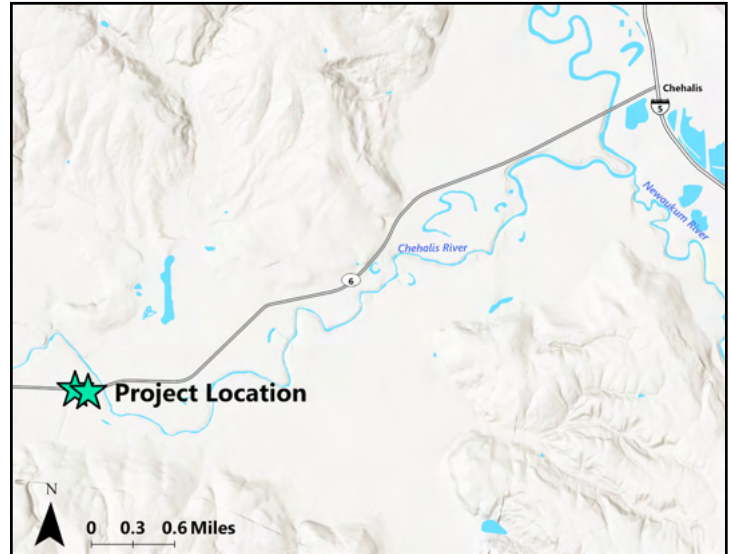 Chehalis
5
Newaukum River
Chehalis River
6
Project Location
N
0 0.3 0.6 Miles